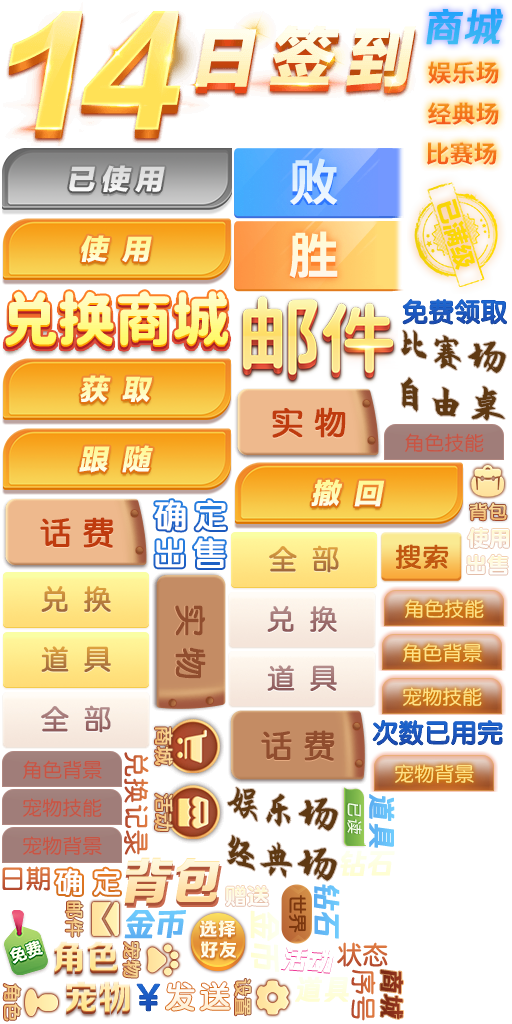 14日签到
商城
娱乐场
经典场
比赛场
已使用
败
已满级
使用
胜
兑换商城
邮件
免费领取
比赛场
自由桌
获取
实物
角色技能
跟随
撤回
背包
话费
确定
出售
全部
搜索
使用
出售
兑换
实物
兑换
角色技能
道具
道具
角色背景
全部
宠物技能
商城
话费
次数已用完
角色背景
兑换记录
宠物背景
宠物技能
活动
娱乐场
已读
道具
宠物背景
经典场
日期
确定
背包
赠送
世界
钻石
免费
邮件
金币
选择
好友
金币
角色
宠物
活动
状态
角色
宠物
¥
发送
设置
道具
序号
商城